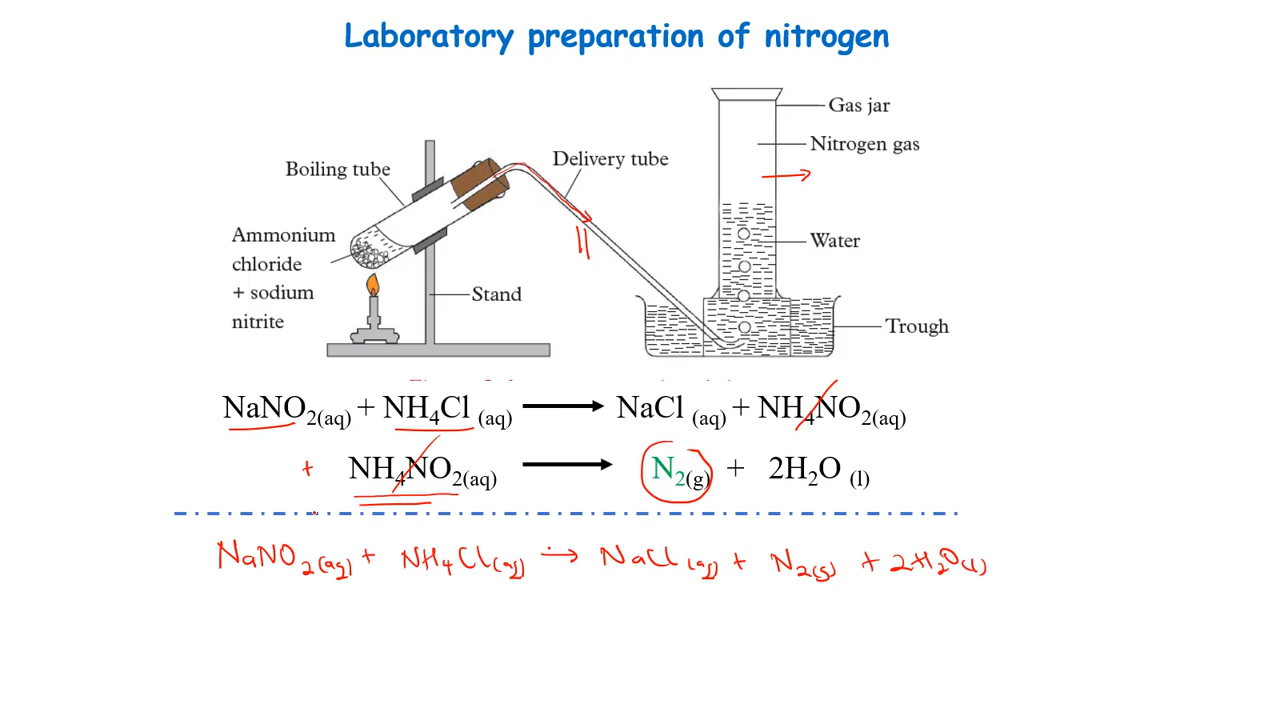 Laboratory preparation of nitrogen
Gas jar
Nitrogen gas
Delivery tube
Boiling tube
Ammonium
chloride
+ sodium
nitrite
Water
Stand
Trough
NaNO₂(aq) + NH₄Cl (aq) → NaCl (aq) + NH₄NO₂(aq)
+ NH₄NO₂(aq) → N₂(g) + 2H₂O (l)
NaNO₂(aq) + NH₄Cl(aq) → NaCl(aq) + N₂(g) + 2H₂O(l)